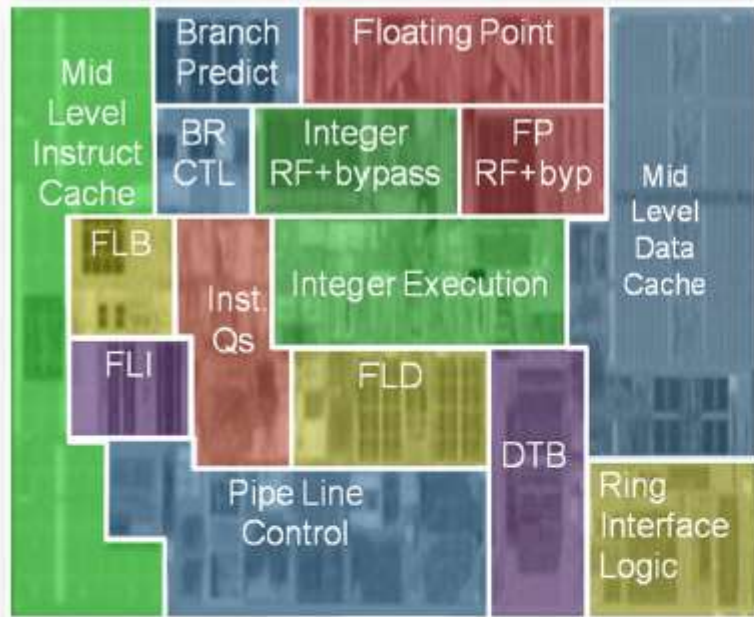 Mid
Level
Instruct
Cache
Branch
Predict
Floating Point
BR
CTL
Integer
RF+bypass
FP
RF+byp
Mid
Level
Data
Cache
FLB
Inst.
Qs
Integer Execution
FLI
FLD
DTB
Pipe Line
Control
Ring
Interface
Logic